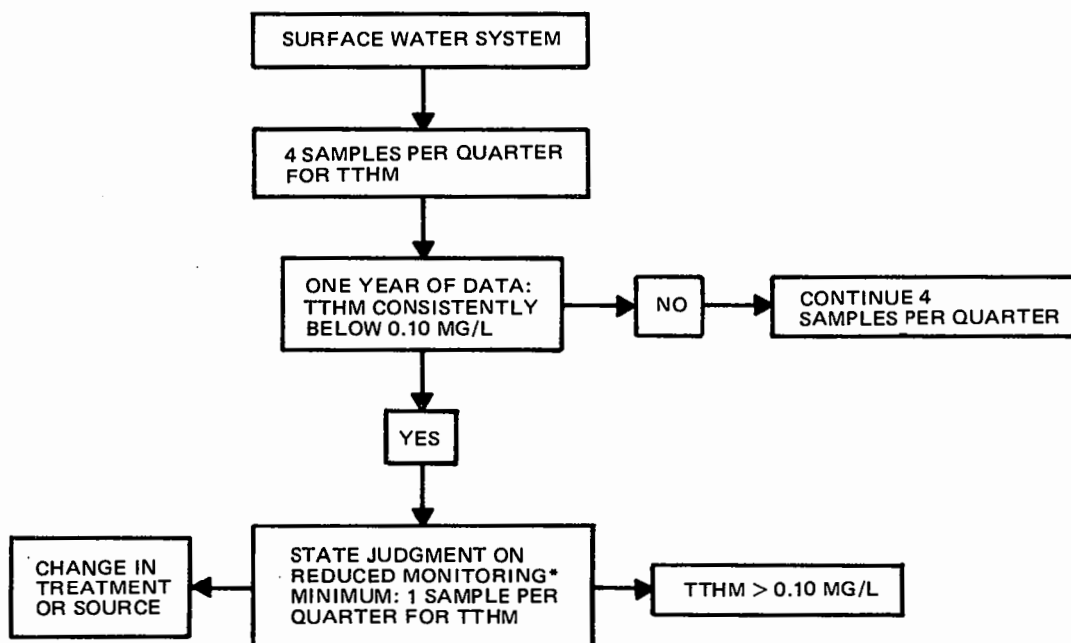 SURFACE WATER SYSTEM
4 SAMPLES PER QUARTER
FOR TTHM
ONE YEAR OF DATA:
TTHM CONSISTENTLY
BELOW 0.10 MG/L
NO
CONTINUE 4
SAMPLES PER QUARTER
YES
CHANGE IN
TREATMENT
OR SOURCE
STATE JUDGMENT ON
REDUCED MONITORING*
MINIMUM: 1 SAMPLE PER
QUARTER FOR TTHM
TTHM > 0.10 MG/L